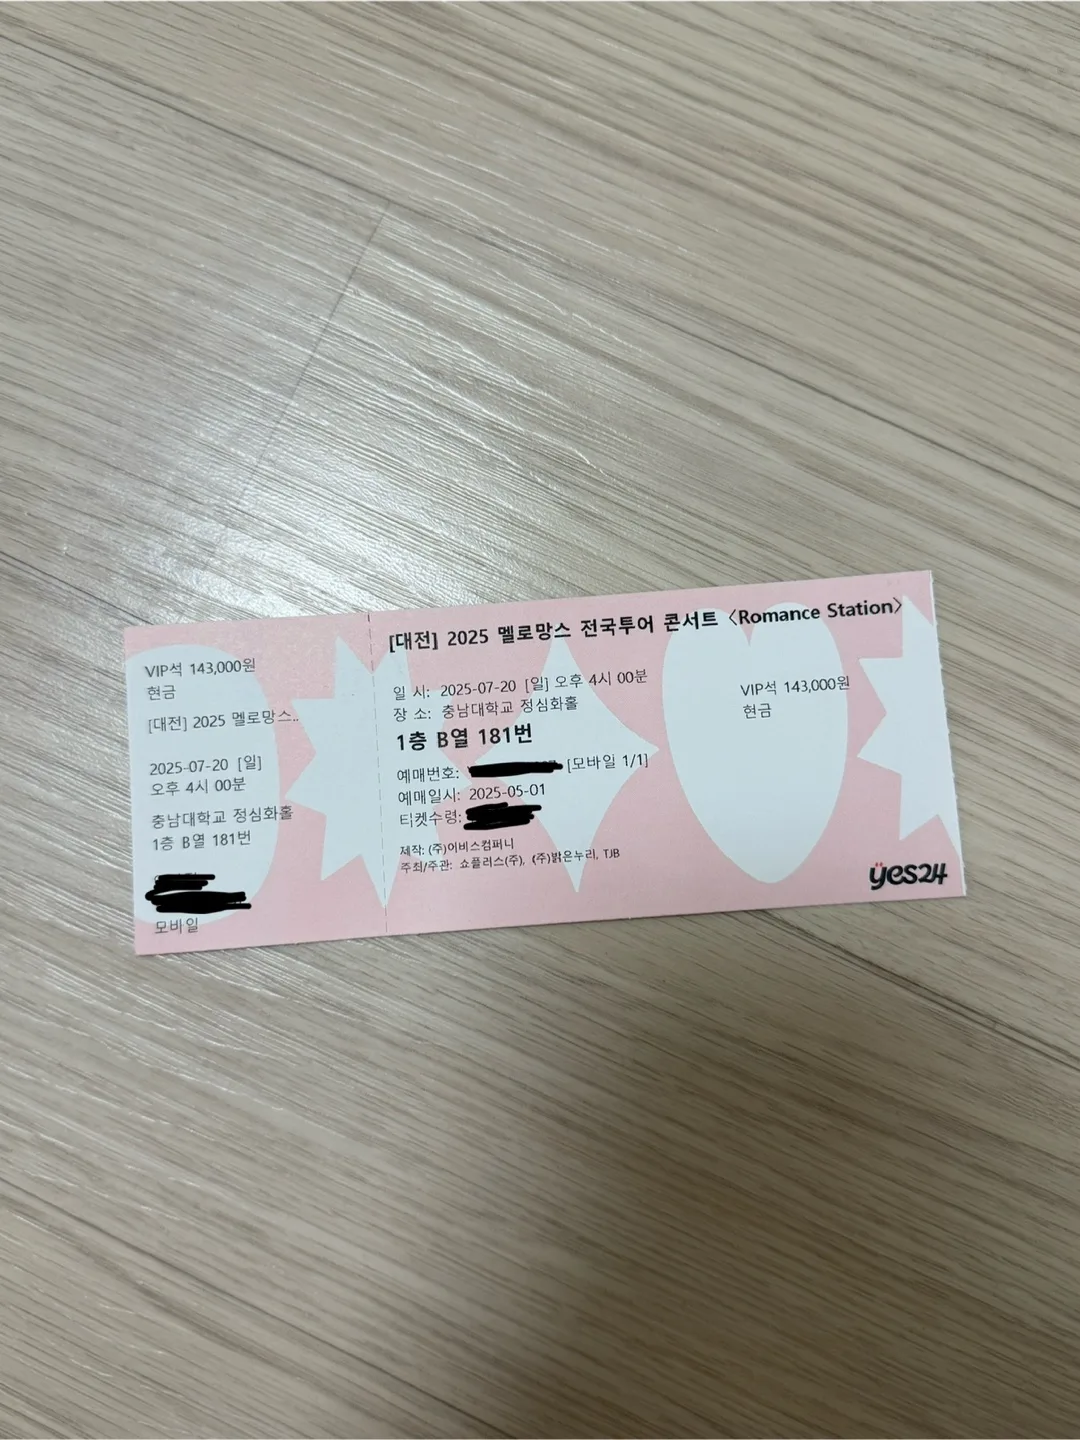 VIP석 143,000원
현금
[대전] 2025 멜로망스..
2025-07-20 [일]
오후 4시 00분
충남대학교 정심화홀
1층 B열 181번
모바일
[대전] 2025 멜로망스 전국투어 콘서트 〈Romance Station〉
일 시: 2025-07-20 [일] 오후 4시 00분
장 소: 충남대학교 정심화홀
1층 B열 181번
예매번호: [모바일 1/1]
예매일시: 2025-05-01
티켓수령:
제작: (주)어비스컴퍼니
주최/주관: 쇼플러스(주), (주)밝은누리, TJB
VIP석 143,000원
현금
yes24